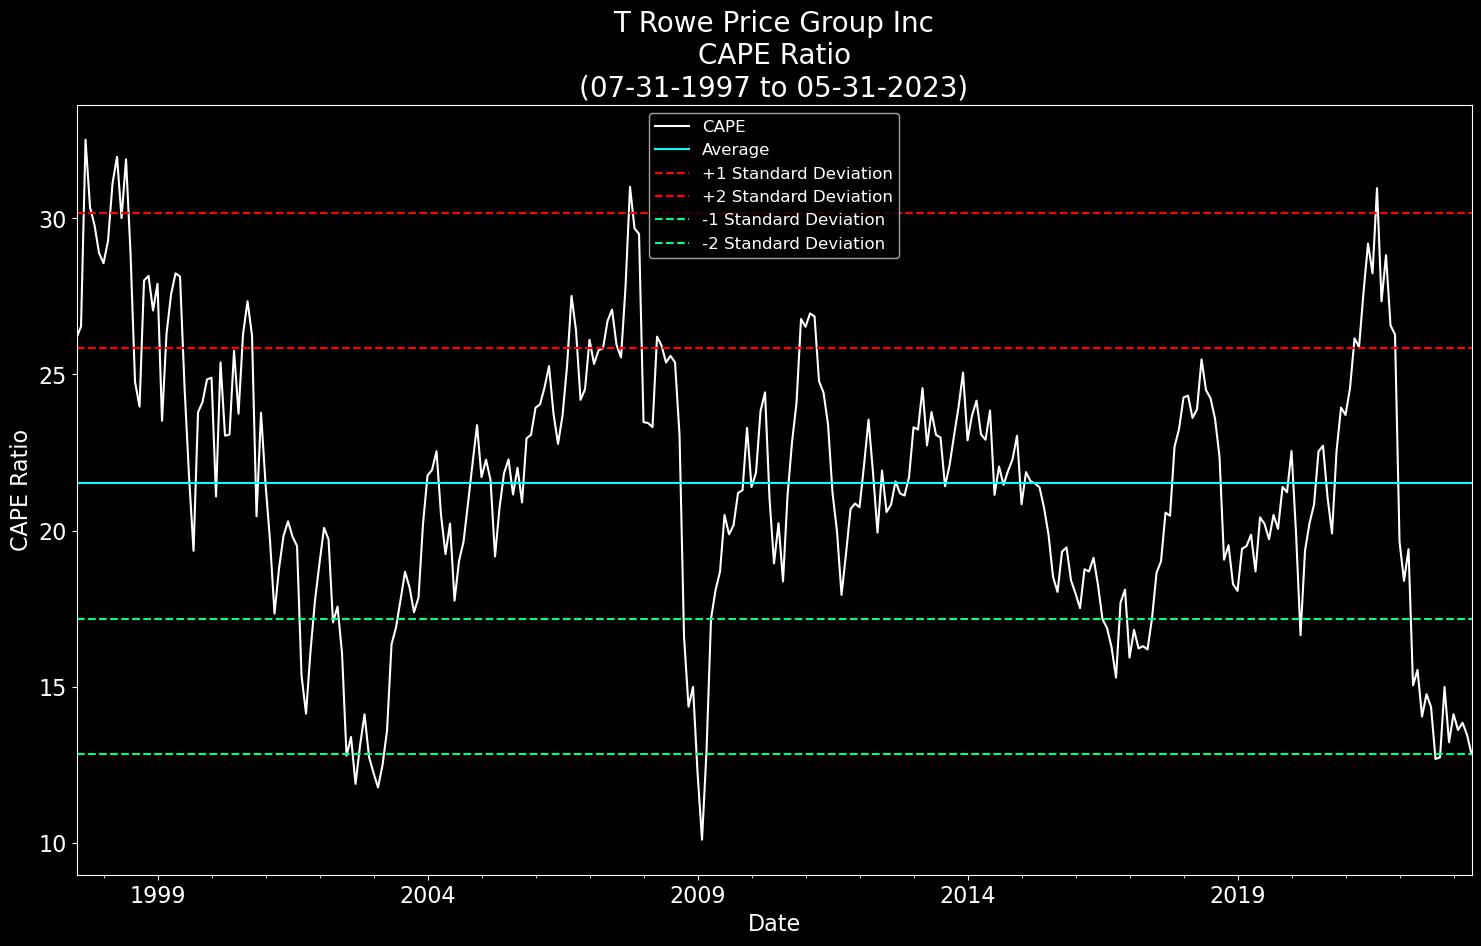 T Rowe Price Group Inc
CAPE Ratio
(07-31-1997 to 05-31-2023)
CAPE
Average
+1 Standard Deviation
+2 Standard Deviation
-1 Standard Deviation
-2 Standard Deviation
CAPE Ratio
30
25
20
15
10
1999
2004
2009
2014
2019
Date